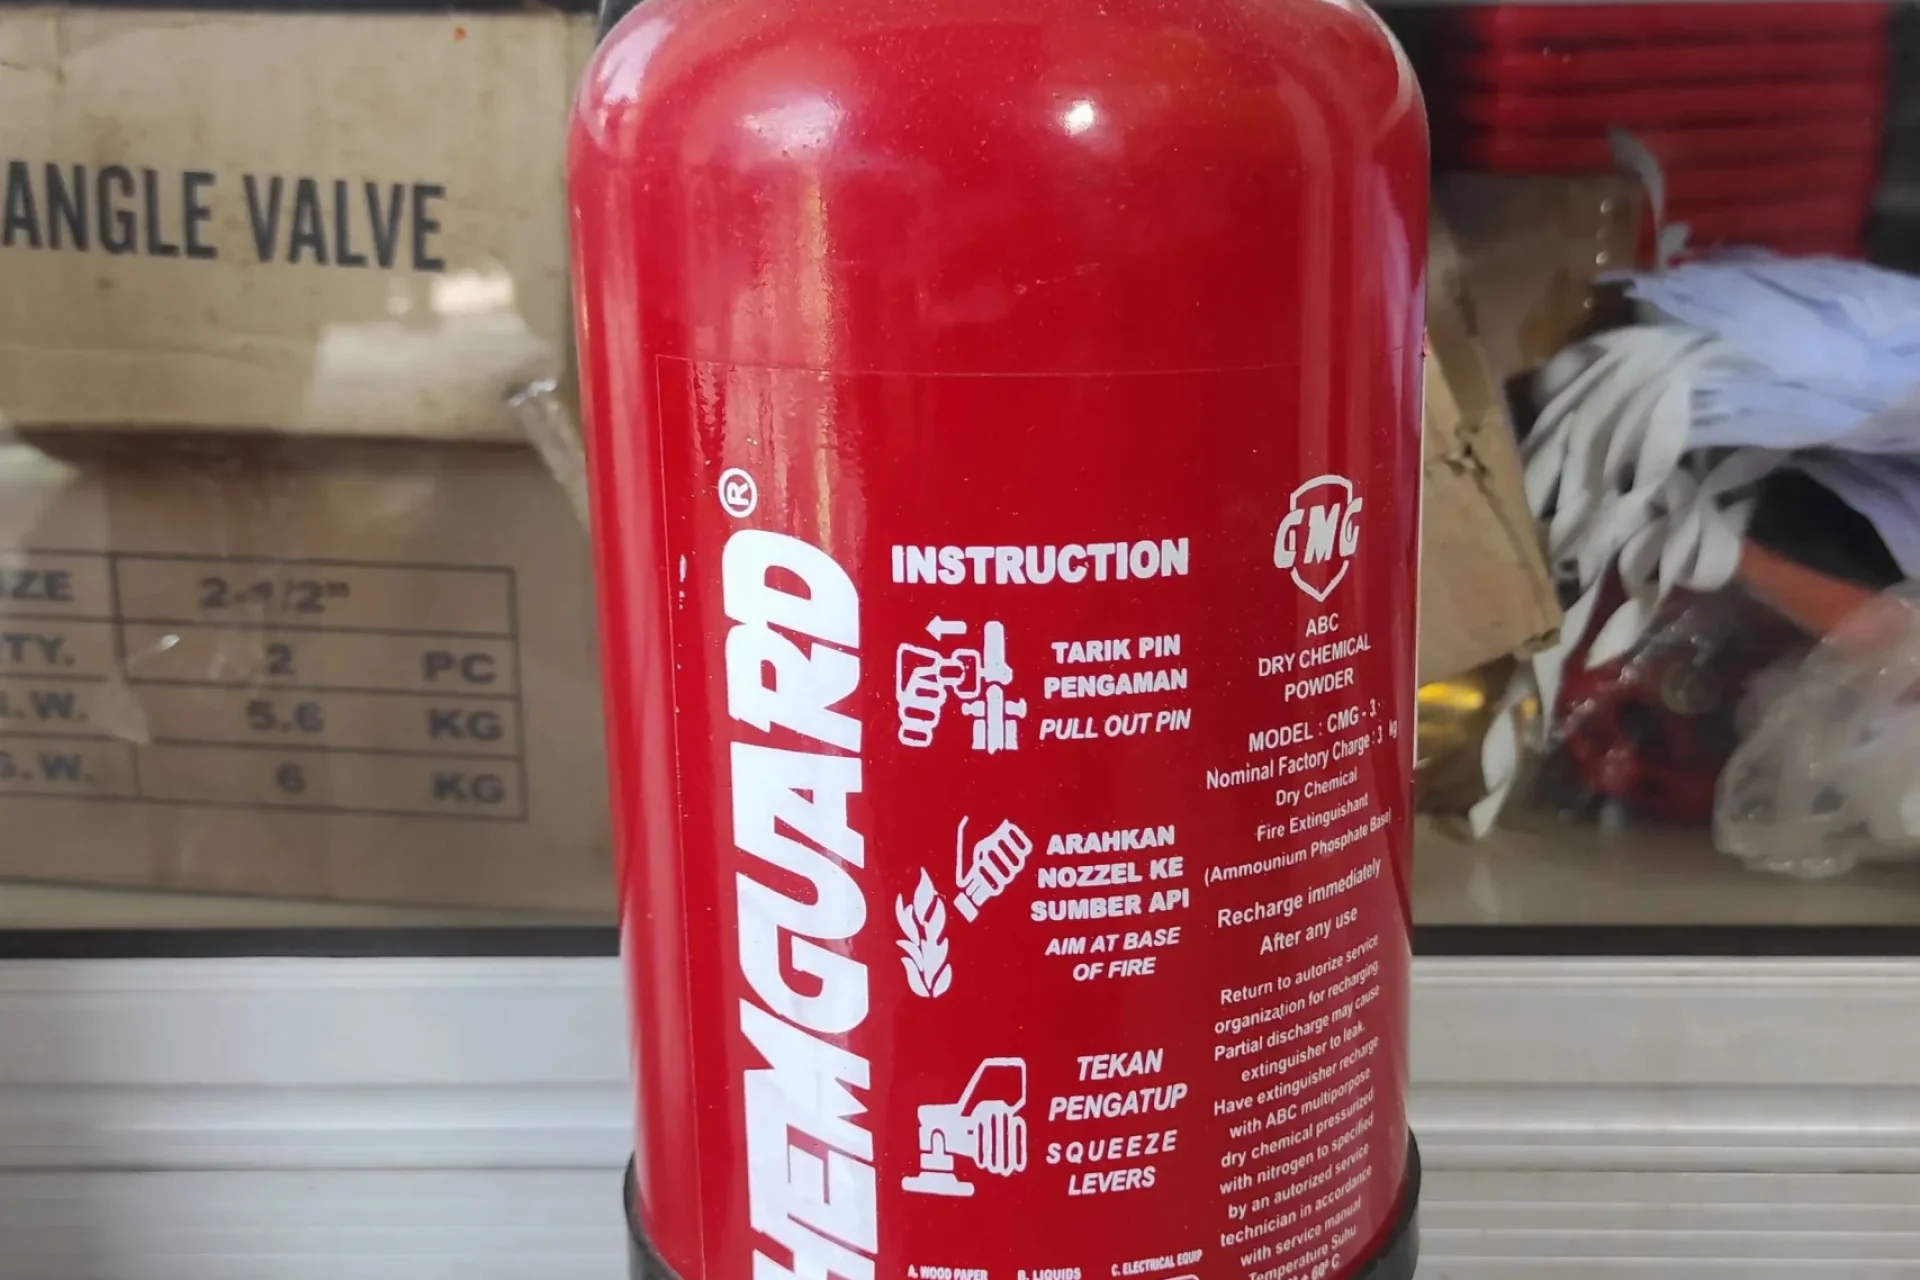 ANGLE VALVE
2-1/2"
2 PC
5.6 KG
6 KG
HEMGUARD®
INSTRUCTION
TARIK PIN
PENGAMAN
PULL OUT PIN
ARAHKAN
NOZZEL KE
SUMBER API
AIM AT BASE
OF FIRE
TEKAN
PENGATUP
SQUEEZE
LEVERS
A. WOOD PAPER B. LIQUIDS C. ELECTRICAL EQUIP
CMG
ABC
DRY CHEMICAL
POWDER
MODEL : CMG - 3
Nominal Factory Charge : 3 kg
Dry Chemical
Fire Extinguishant
(Ammounium Phosphate Base)
Recharge immediately
After any use
Return to autorize service
organization for recharging
Partial discharge may cause
extinguisher to leak.
Have extinguisher recharge
with ABC multiporpose
dry chemical pressurized
with nitrogen to specified
by an autorized service
technician in accordance
with service manual
Temperature Suhu
+ 60° C